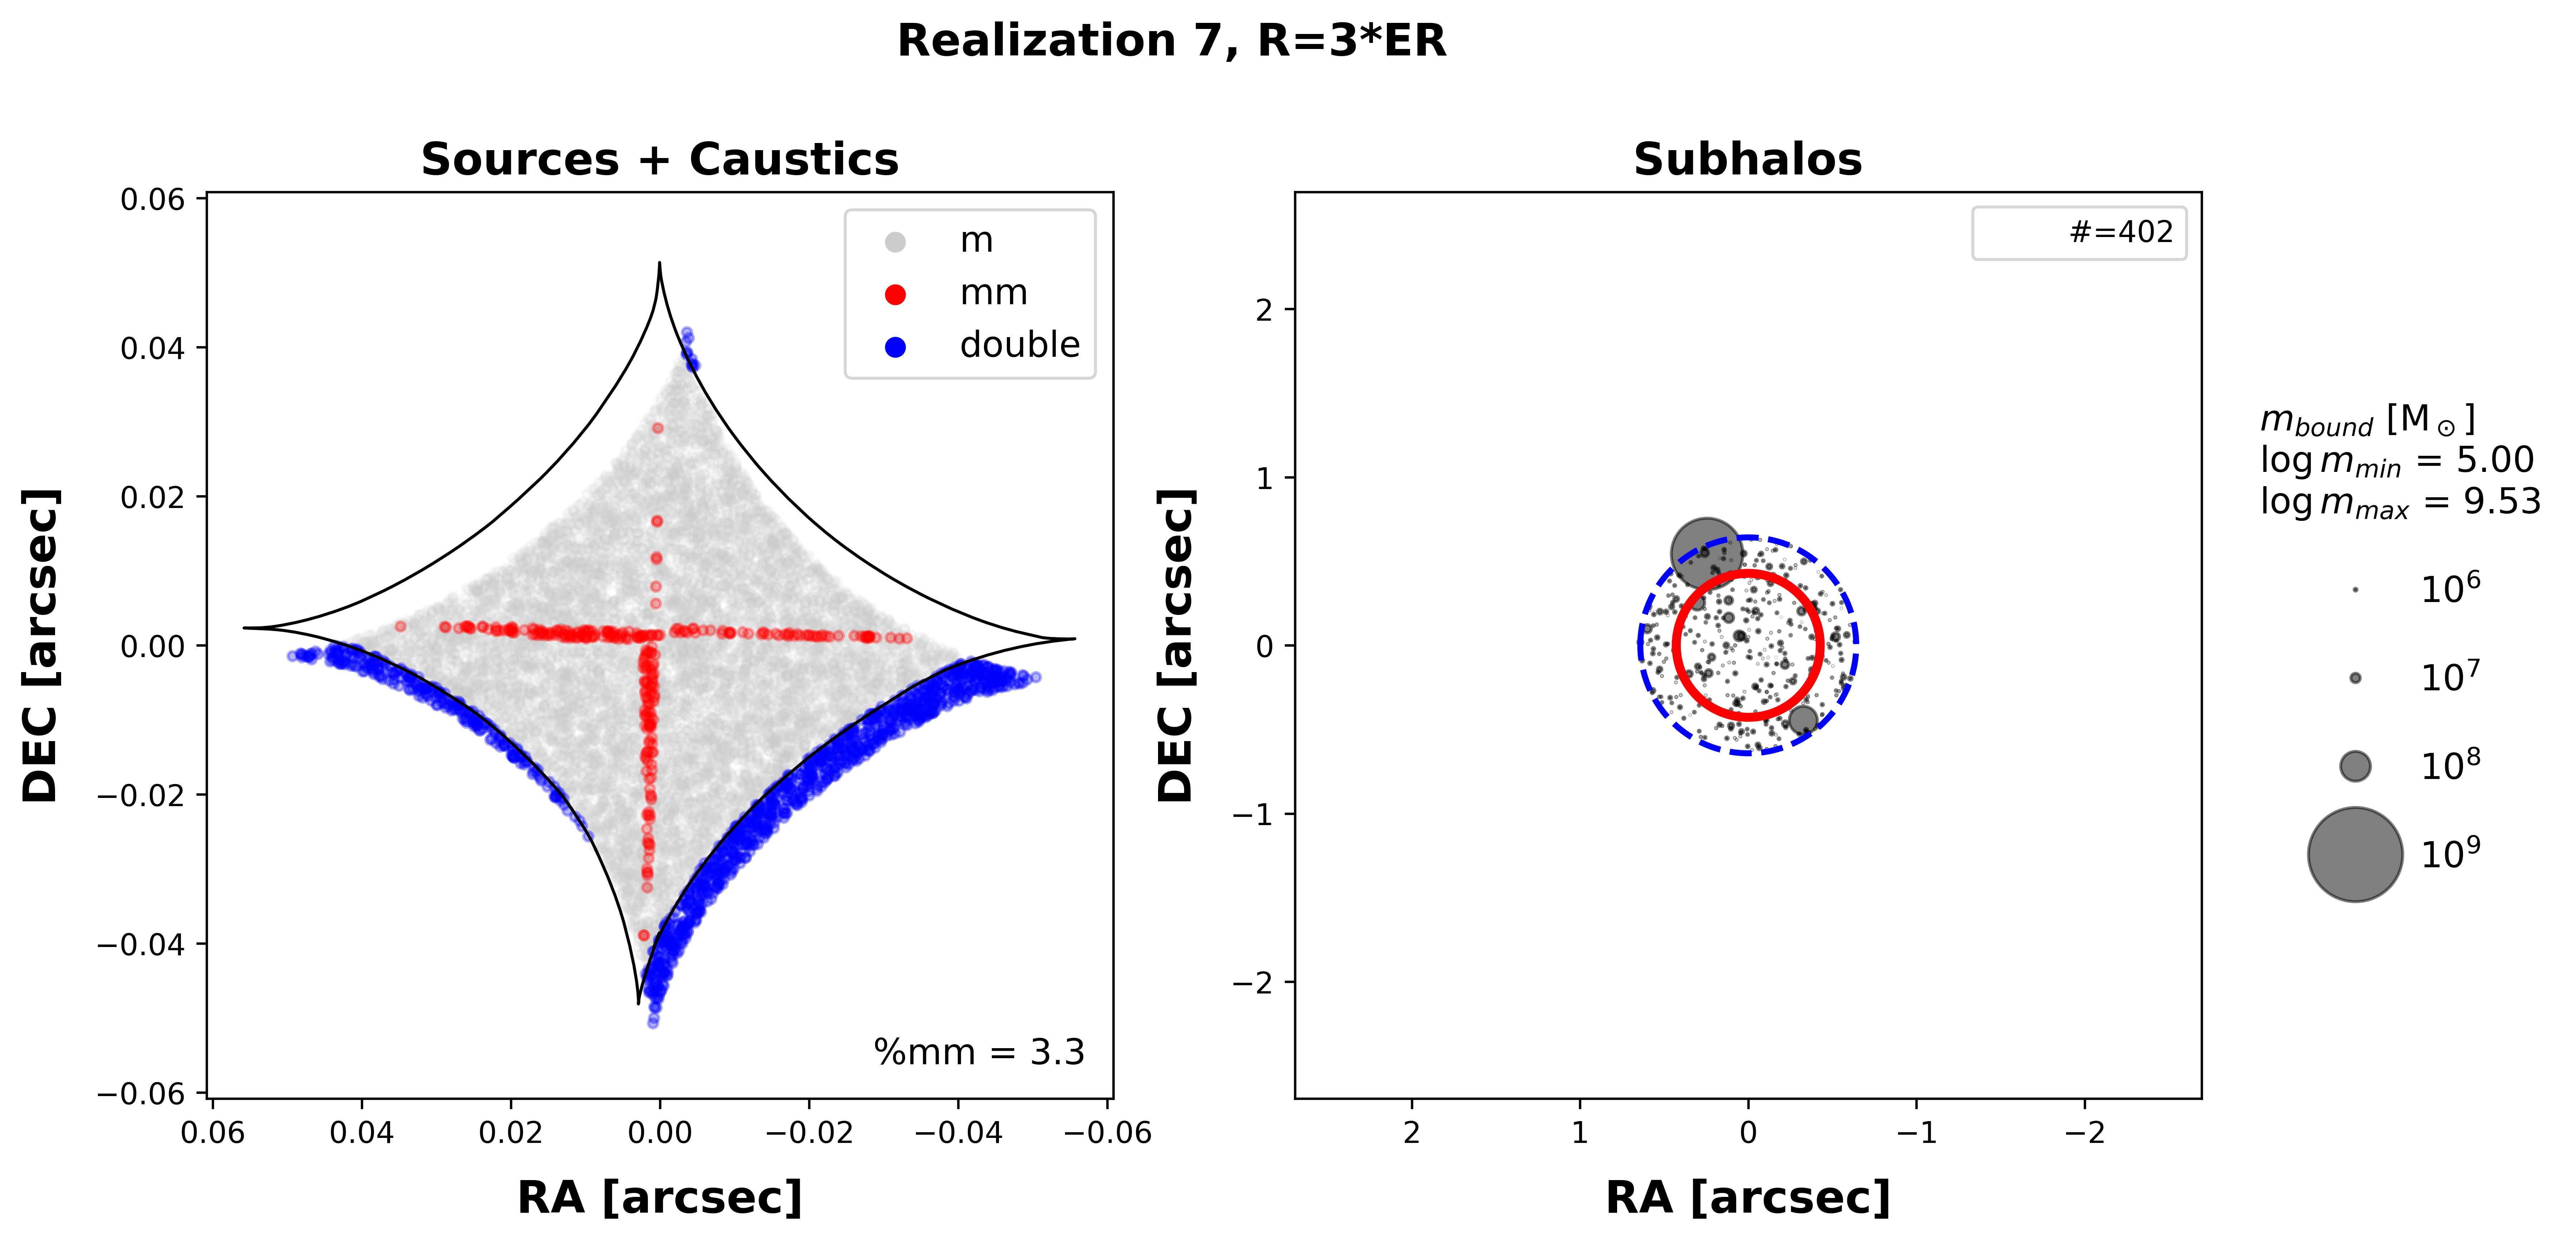 Realization 7, R=3*ER
Sources + Caustics
m
mm
double
%mm = 3.3
0.06
0.04
0.02
0.00
−0.02
−0.04
−0.06
DEC [arcsec]
0.06
0.04
0.02
0.00
−0.02
−0.04
−0.06
RA [arcsec]
Subhalos
#=402
2
1
0
−1
−2
DEC [arcsec]
2
1
0
−1
−2
RA [arcsec]
m_bound [M_⊙]
log m_min = 5.00
log m_max = 9.53
10^6
10^7
10^8
10^9